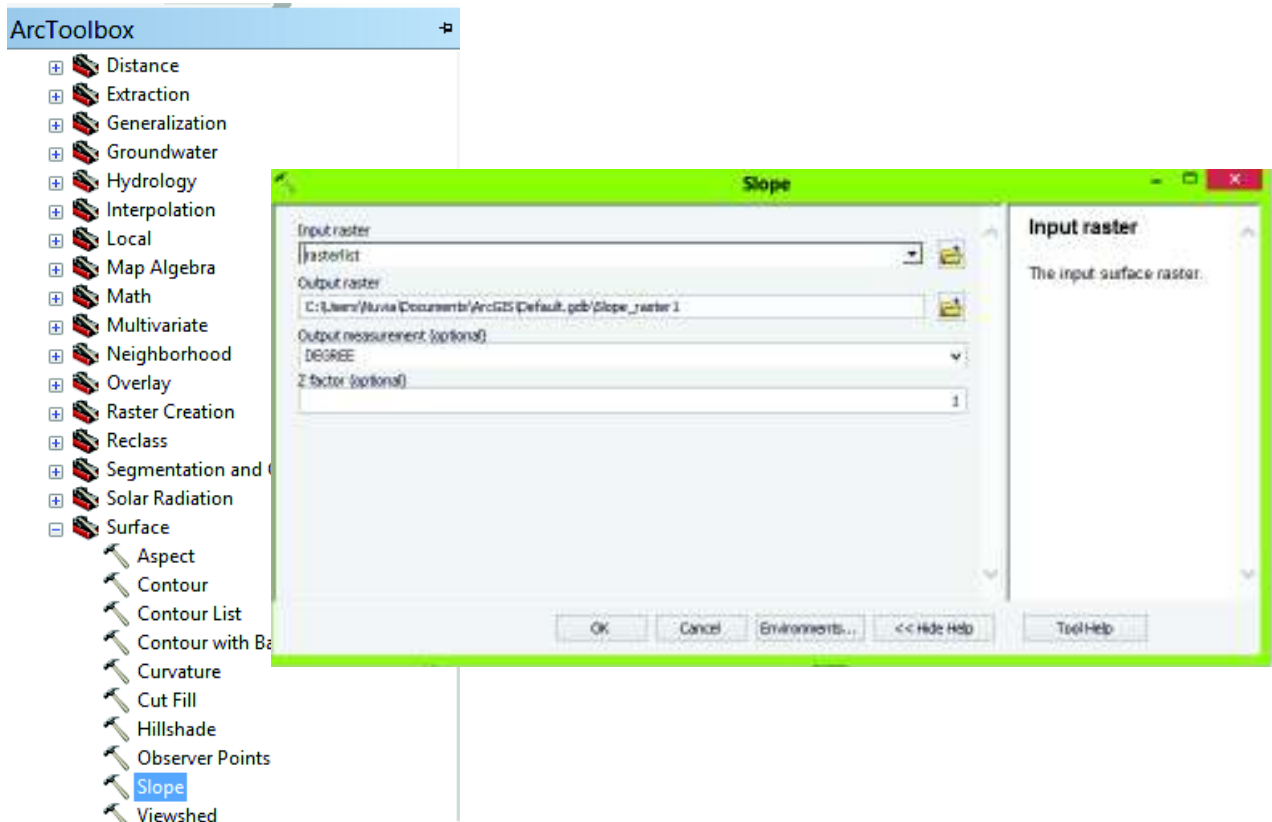 ArcToolbox
Distance
Extraction
Generalization
Groundwater
Hydrology
Interpolation
Local
Map Algebra
Math
Multivariate
Neighborhood
Overlay
Raster Creation
Reclass
Segmentation and
Solar Radiation
Surface
Aspect
Contour
Contour List
Contour with Ba
Curvature
Cut Fill
Hillshade
Observer Points
Slope
Viewshed
Slope
Input raster
rasterlist
Output raster
C:\Users\Nuvia\Documents\ArcGIS\Default.gdb\Slope_raster1
Output measurement (optional)
DEGREE
Z factor (optional)
1
OK
Cancel
Environments...
<< Hide Help
Tool Help
Input raster
The input surface raster.